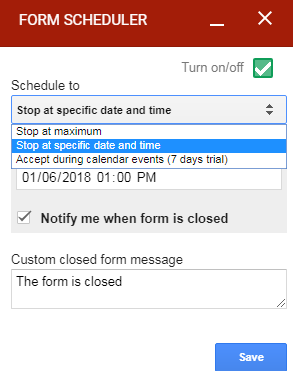 FORM SCHEDULER
Turn on/off
Schedule to
Stop at specific date and time
Stop at maximum
Stop at specific date and time
Accept during calendar events (7 days trial)
01/06/2018 01:00 PM
Notify me when form is closed
Custom closed form message
The form is closed
Save